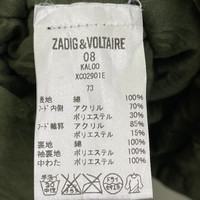 ZADIG & VOLTAIRE
08
KALOO
XC02901E
73
表地 綿 100%
フード内側 アクリル 70%
ポリエステル 30%
フード輪郭 アクリル 85%
ポリエステル 15%
裏地 綿 100%
袖裏地 ポリエステル 100%
中わた ポリエステル 100%